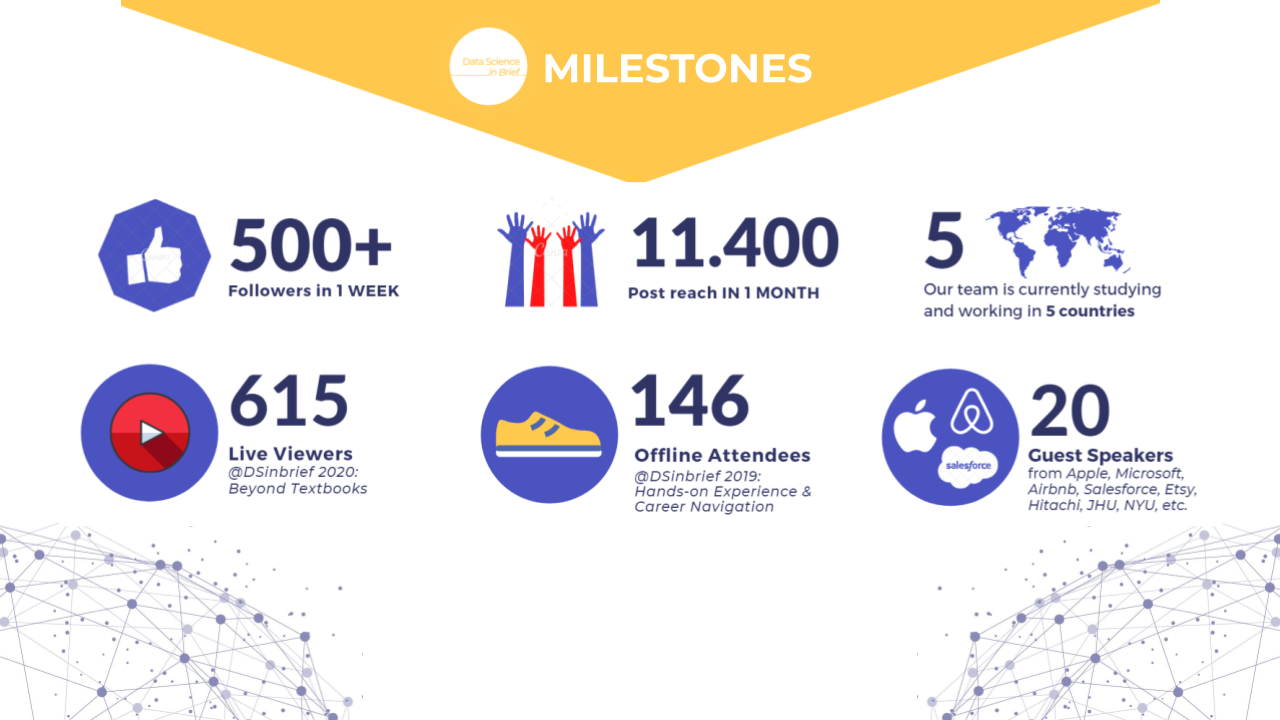 Data Science
in Brief
MILESTONES
500+
Followers in 1 WEEK
11.400
Post reach IN 1 MONTH
5
Our team is currently studying
and working in 5 countries
615
Live Viewers
@DSinbrief 2020:
Beyond Textbooks
146
Offline Attendees
@DSinbrief 2019:
Hands-on Experience &
Career Navigation
salesforce
20
Guest Speakers
from Apple, Microsoft,
Airbnb, Salesforce, Etsy,
Hitachi, JHU, NYU, etc.